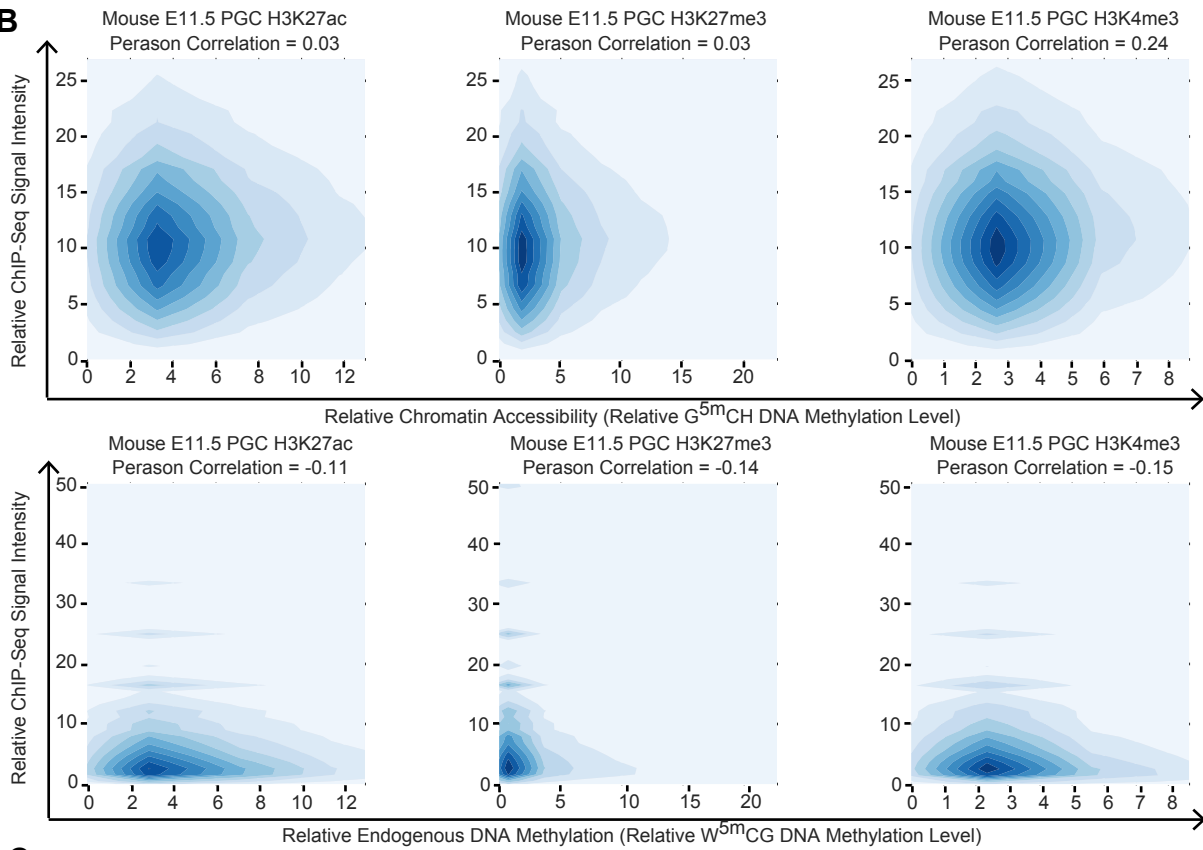 B
Mouse E11.5 PGC H3K27ac
Perason Correlation = 0.03
Mouse E11.5 PGC H3K27me3
Perason Correlation = 0.03
Mouse E11.5 PGC H3K4me3
Perason Correlation = 0.24
Relative ChIP-Seq Signal Intensity
25
20
15
10
5
0
0 2 4 6 8 10 12
25
20
15
10
5
0
0 5 10 15 20
25
20
15
10
5
0
0 1 2 3 4 5 6 7 8
Relative Chromatin Accessibility (Relative G5mCH DNA Methylation Level)
Mouse E11.5 PGC H3K27ac
Perason Correlation = -0.11
Mouse E11.5 PGC H3K27me3
Perason Correlation = -0.14
Mouse E11.5 PGC H3K4me3
Perason Correlation = -0.15
Relative ChIP-Seq Signal Intensity
50
40
30
20
10
0
0 2 4 6 8 10 12
50
40
30
20
10
0
0 5 10 15 20
50
40
30
20
10
0
0 1 2 3 4 5 6 7 8
Relative Endogenous DNA Methylation (Relative W5mCG DNA Methylation Level)